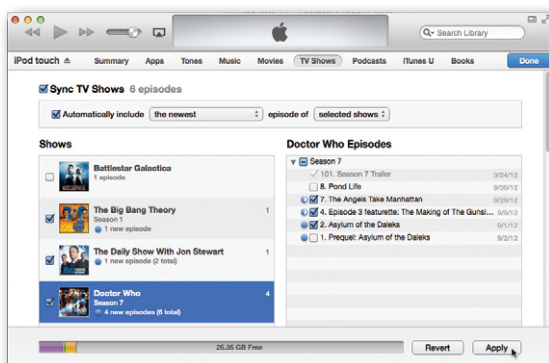 Search Library
iPod touch
Summary
Apps
Tones
Music
Movies
TV Shows
Podcasts
iTunes U
Books
Done
Sync TV Shows 6 episodes
Automatically include the newest episode of selected shows
Shows
Battlestar Galactica
1 episode
The Big Bang Theory 1
Season 1
1 new episode
The Daily Show With Jon Stewart 1
1 new episode (2 total)
Doctor Who 4
Season 7
4 new episodes (6 total)
Doctor Who Episodes
Season 7
101. Season 7 Trailer 3/24/12
8. Pond Life 9/30/12
7. The Angels Take Manhattan 9/29/12
4. Episode 3 featurette: The Making of The Gunsl... 9/9/12
2. Asylum of the Daleks 9/1/12
1. Prequel: Asylum of the Daleks 9/2/12
25.35 GB Free
Revert
Apply